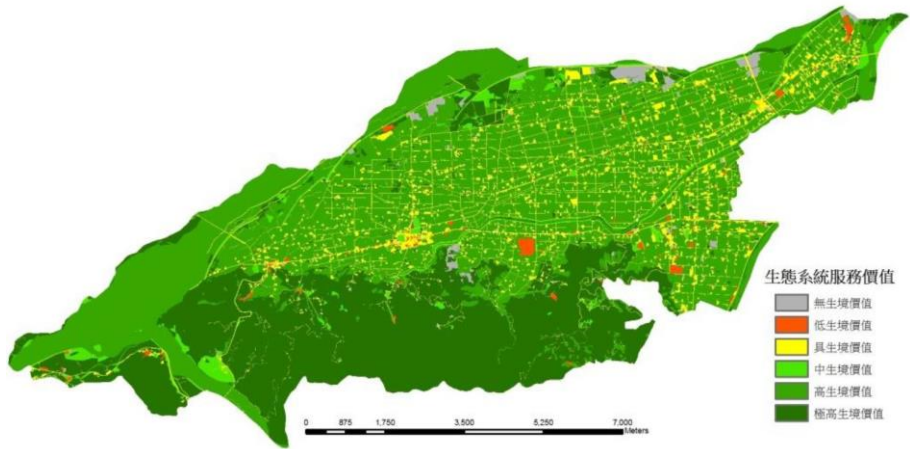 生態系統服務價值
無生境價值
低生境價值
具生境價值
中生境價值
高生境價值
極高生境價值
0 875 1,750 3,500 5,250 7,000
Meters